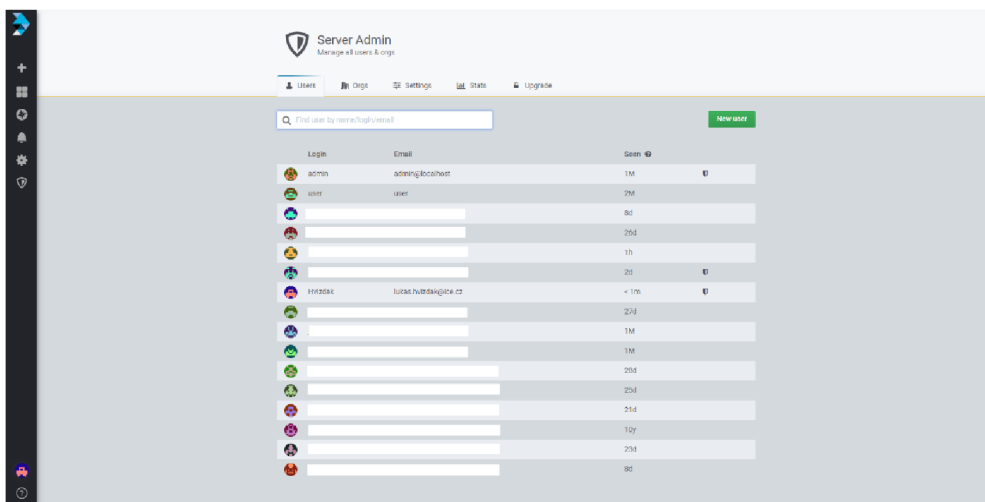 Server Admin
Manage all users & orgs
Users Orgs Settings Stats Upgrade
Find user by name/login/email New user
Login Email Seen
admin admin@localhost 1M
user user 2M
8d
26d
1h
2d
Hvizdak lukas.hvizdak@ice.cz < 1m
27d
1M
1M
28d
25d
21d
10y
23d
8d